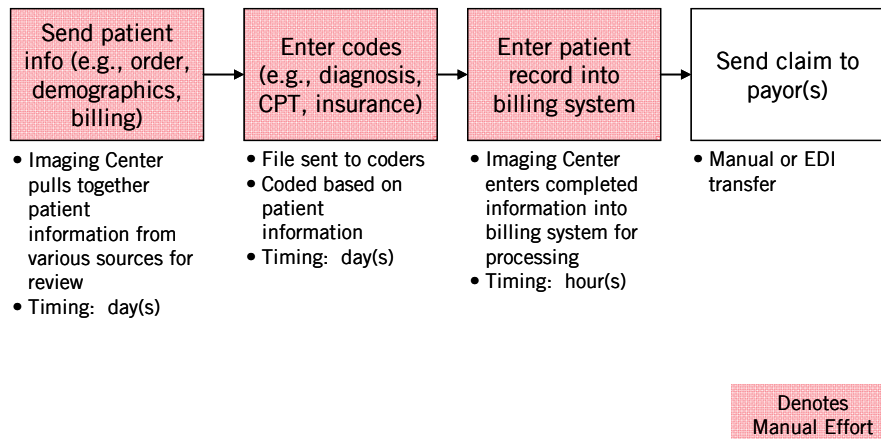 Send patient
info (e.g., order,
demographics,
billing)
Enter codes
(e.g., diagnosis,
CPT, insurance)
Enter patient
record into
billing system
Send claim to
payor(s)
• Imaging Center
pulls together
patient
information from
various sources for
review
• Timing: day(s)
• File sent to coders
• Coded based on
patient
information
• Timing: day(s)
• Imaging Center
enters completed
information into
billing system for
processing
• Timing: hour(s)
• Manual or EDI
transfer
Denotes
Manual Effort